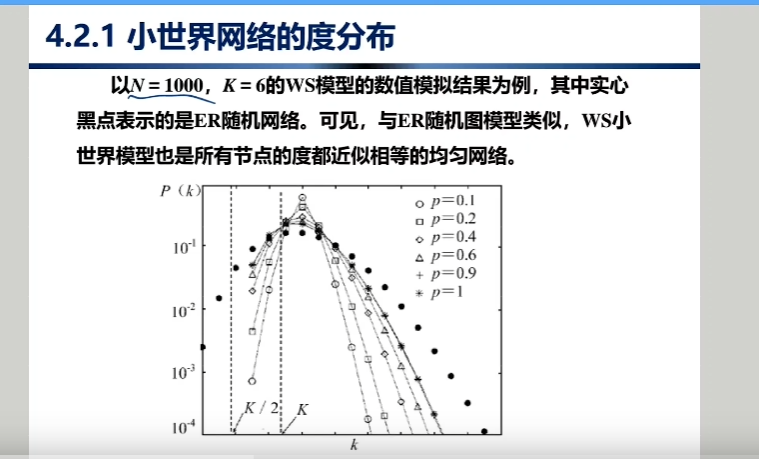 4.2.1 小世界网络的度分布
以N = 1000，K = 6的WS模型的数值模拟结果为例，其中实心
黑点表示的是ER随机网络。可见，与ER随机图模型类似，WS小
世界模型也是所有节点的度都近似相等的均匀网络。
P (k)
p=0.1
p=0.2
p=0.4
p=0.6
p=0.9
p=1
10-1
10-2
10-3
10-4
K / 2
K
k